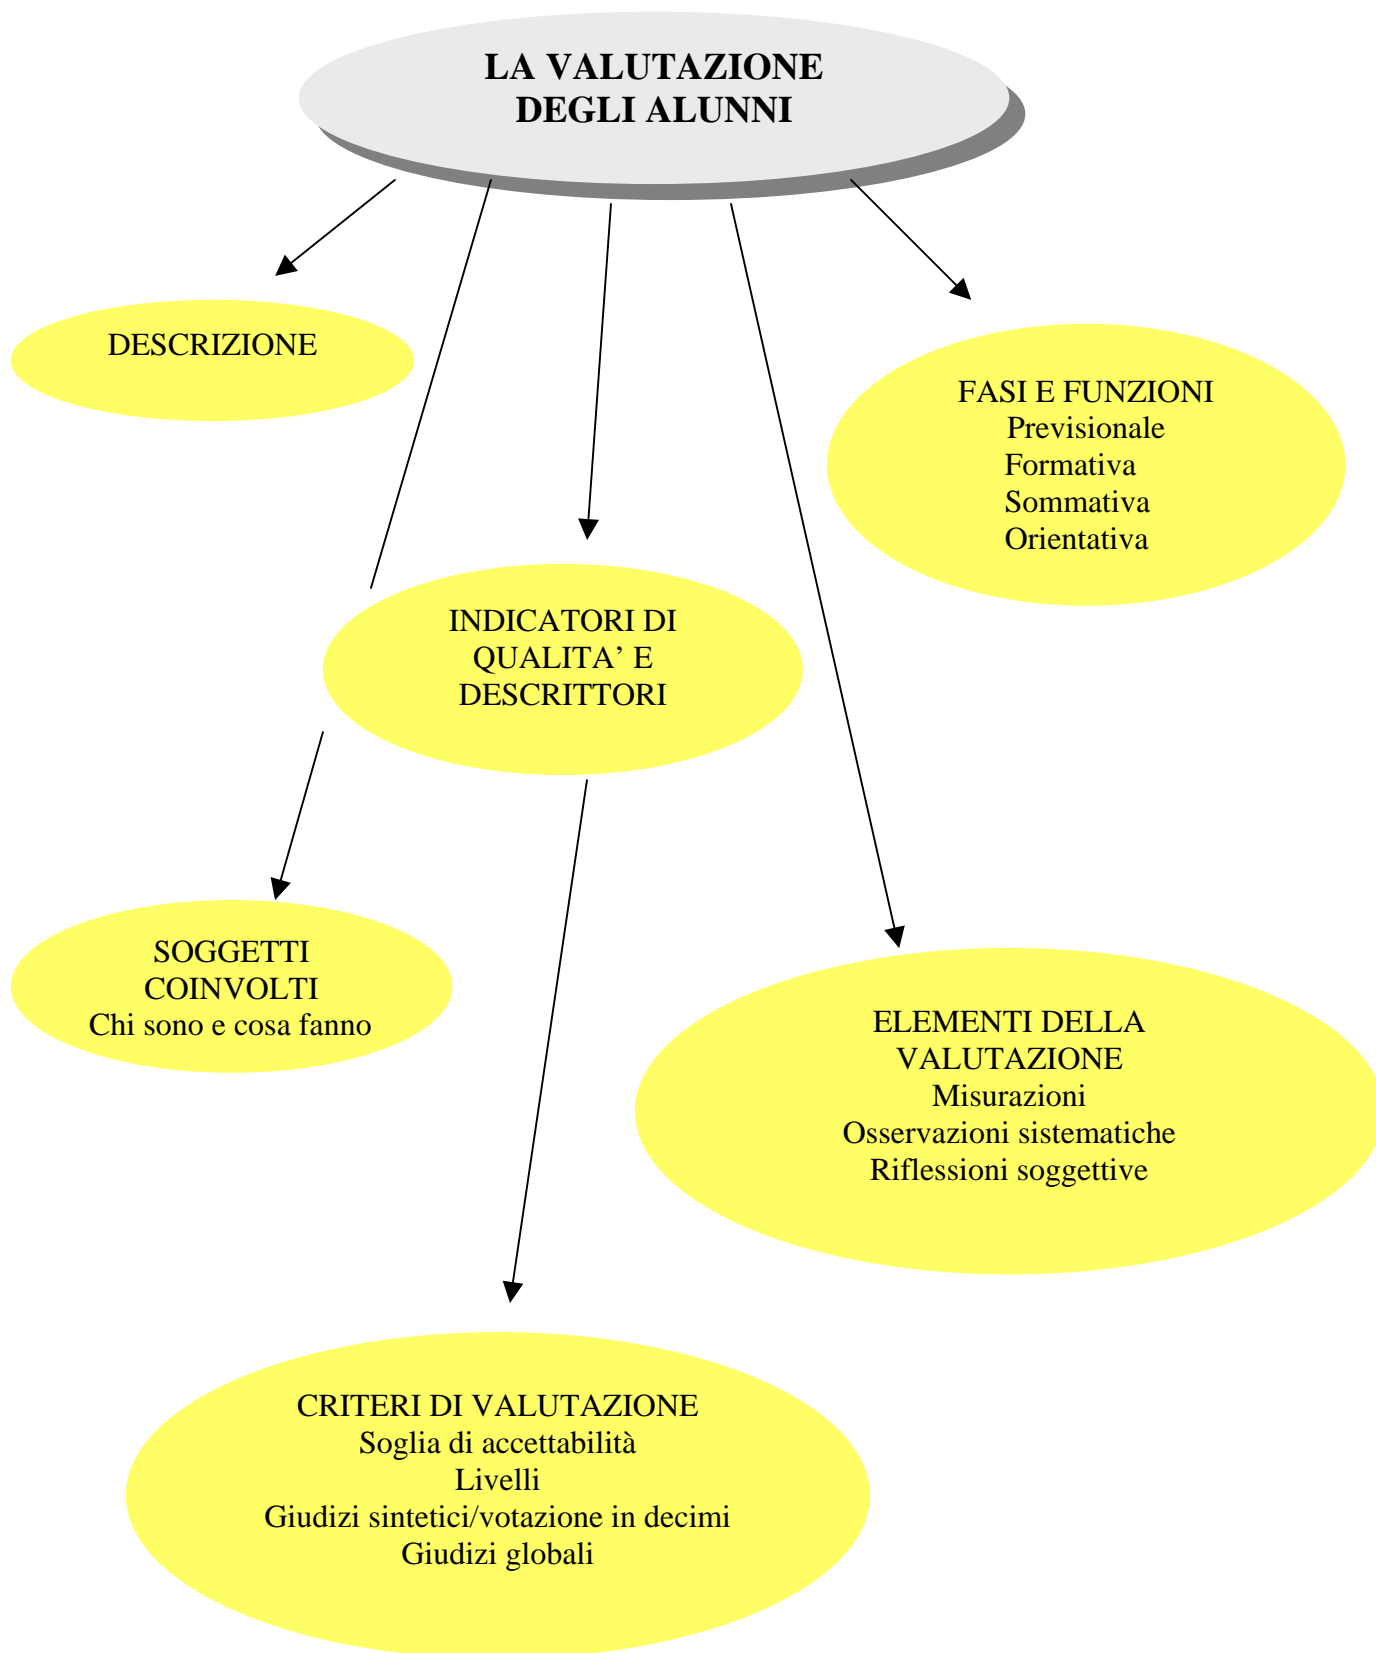 LA VALUTAZIONE
DEGLI ALUNNI
DESCRIZIONE
FASI E FUNZIONI
Previsionale
Formativa
Sommativa
Orientativa
INDICATORI DI
QUALITA’ E
DESCRITTORI
SOGGETTI
COINVOLTI
Chi sono e cosa fanno
ELEMENTI DELLA
VALUTAZIONE
Misurazioni
Osservazioni sistematiche
Riflessioni soggettive
CRITERI DI VALUTAZIONE
Soglia di accettabilità
Livelli
Giudizi sintetici/votazione in decimi
Giudizi globali